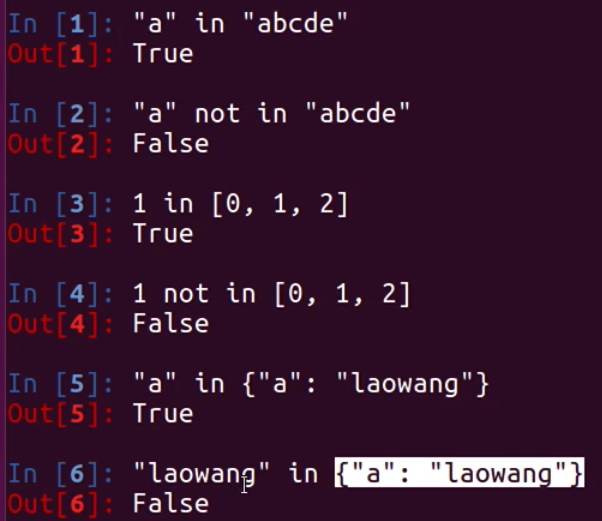 In [1]: "a" in "abcde"
Out[1]: True
In [2]: "a" not in "abcde"
Out[2]: False
In [3]: 1 in [0, 1, 2]
Out[3]: True
In [4]: 1 not in [0, 1, 2]
Out[4]: False
In [5]: "a" in {"a": "laowang"}
Out[5]: True
In [6]: "laowang" in {"a": "laowang"}
Out[6]: False